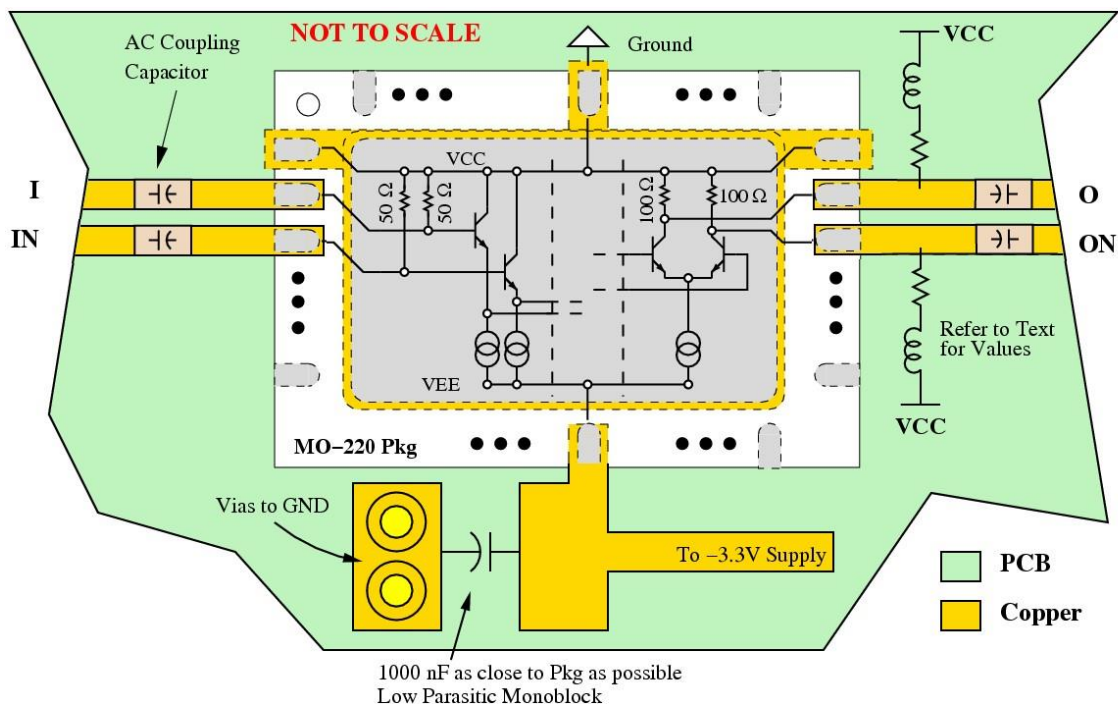 NOT TO SCALE
AC Coupling
Capacitor
Ground
VCC
VCC
50 Ω
50 Ω
100 Ω
100 Ω
I
IN
O
ON
Refer to Text
for Values
VEE
VCC
MO−220 Pkg
Vias to GND
To −3.3V Supply
PCB
Copper
1000 nF as close to Pkg as possible
Low Parasitic Monoblock